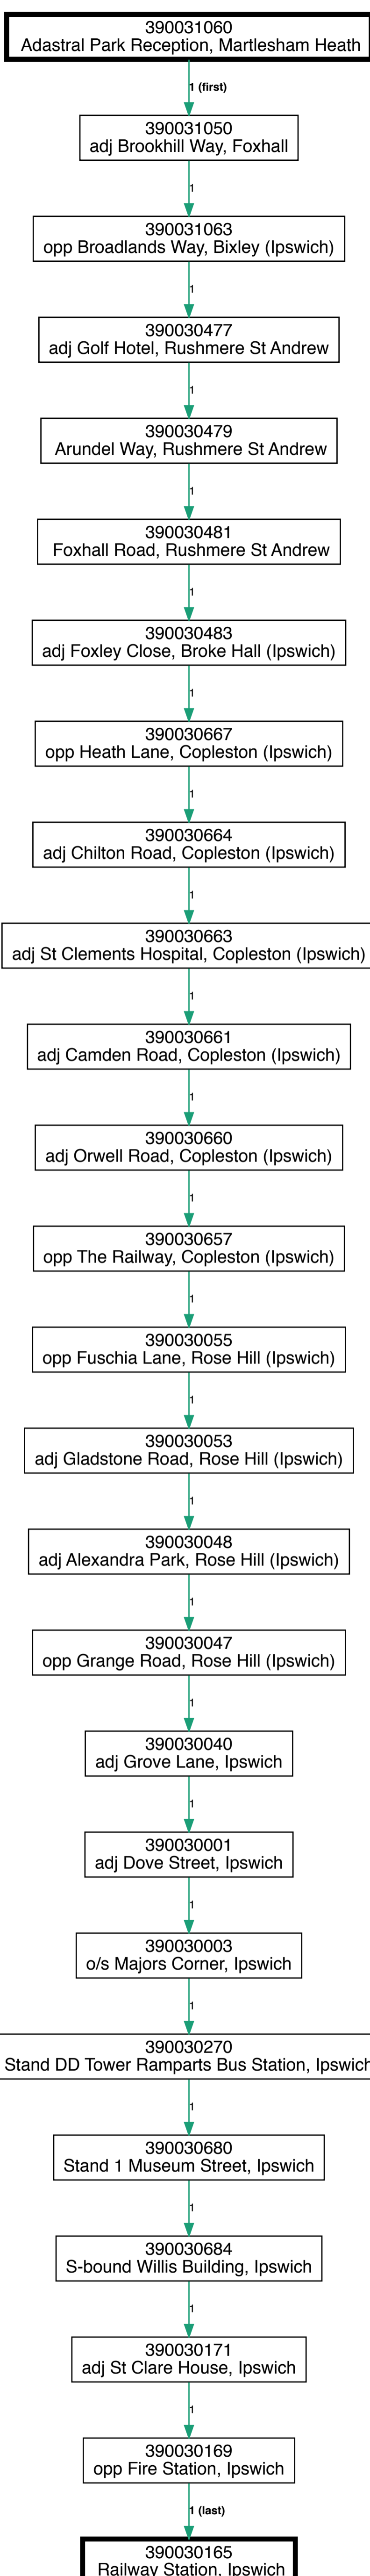 390031060
Adastral Park Reception, Martlesham Heath
1 (first)
390031050
adj Brookhill Way, Foxhall
1
390031063
opp Broadlands Way, Bixley (Ipswich)
1
390030477
adj Golf Hotel, Rushmere St Andrew
1
390030479
Arundel Way, Rushmere St Andrew
1
390030481
Foxhall Road, Rushmere St Andrew
1
390030483
adj Foxley Close, Broke Hall (Ipswich)
1
390030667
opp Heath Lane, Copleston (Ipswich)
1
390030664
adj Chilton Road, Copleston (Ipswich)
1
390030663
adj St Clements Hospital, Copleston (Ipswich)
1
390030661
adj Camden Road, Copleston (Ipswich)
1
390030660
adj Orwell Road, Copleston (Ipswich)
1
390030657
opp The Railway, Copleston (Ipswich)
1
390030055
opp Fuschia Lane, Rose Hill (Ipswich)
1
390030053
adj Gladstone Road, Rose Hill (Ipswich)
1
390030048
adj Alexandra Park, Rose Hill (Ipswich)
1
390030047
opp Grange Road, Rose Hill (Ipswich)
1
390030040
adj Grove Lane, Ipswich
1
390030001
adj Dove Street, Ipswich
1
390030003
o/s Majors Corner, Ipswich
1
390030270
Stand DD Tower Ramparts Bus Station, Ipswich
1
390030680
Stand 1 Museum Street, Ipswich
1
390030684
S-bound Willis Building, Ipswich
1
390030171
adj St Clare House, Ipswich
1
390030169
opp Fire Station, Ipswich
1 (last)
390030165
Railway Station, Ipswich